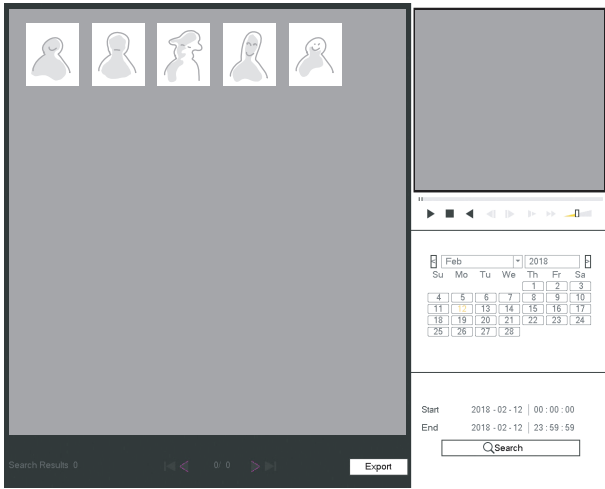 Search Results 0
0/ 0
Export
< Feb 2018 >
Su Mo Tu We Th Fr Sa
1 2 3
4 5 6 7 8 9 10
11 12 13 14 15 16 17
18 19 20 21 22 23 24
25 26 27 28
Start 2018 - 02 - 12 | 00 : 00 : 00
End 2018 - 02 - 12 | 23 : 59 : 59
Search